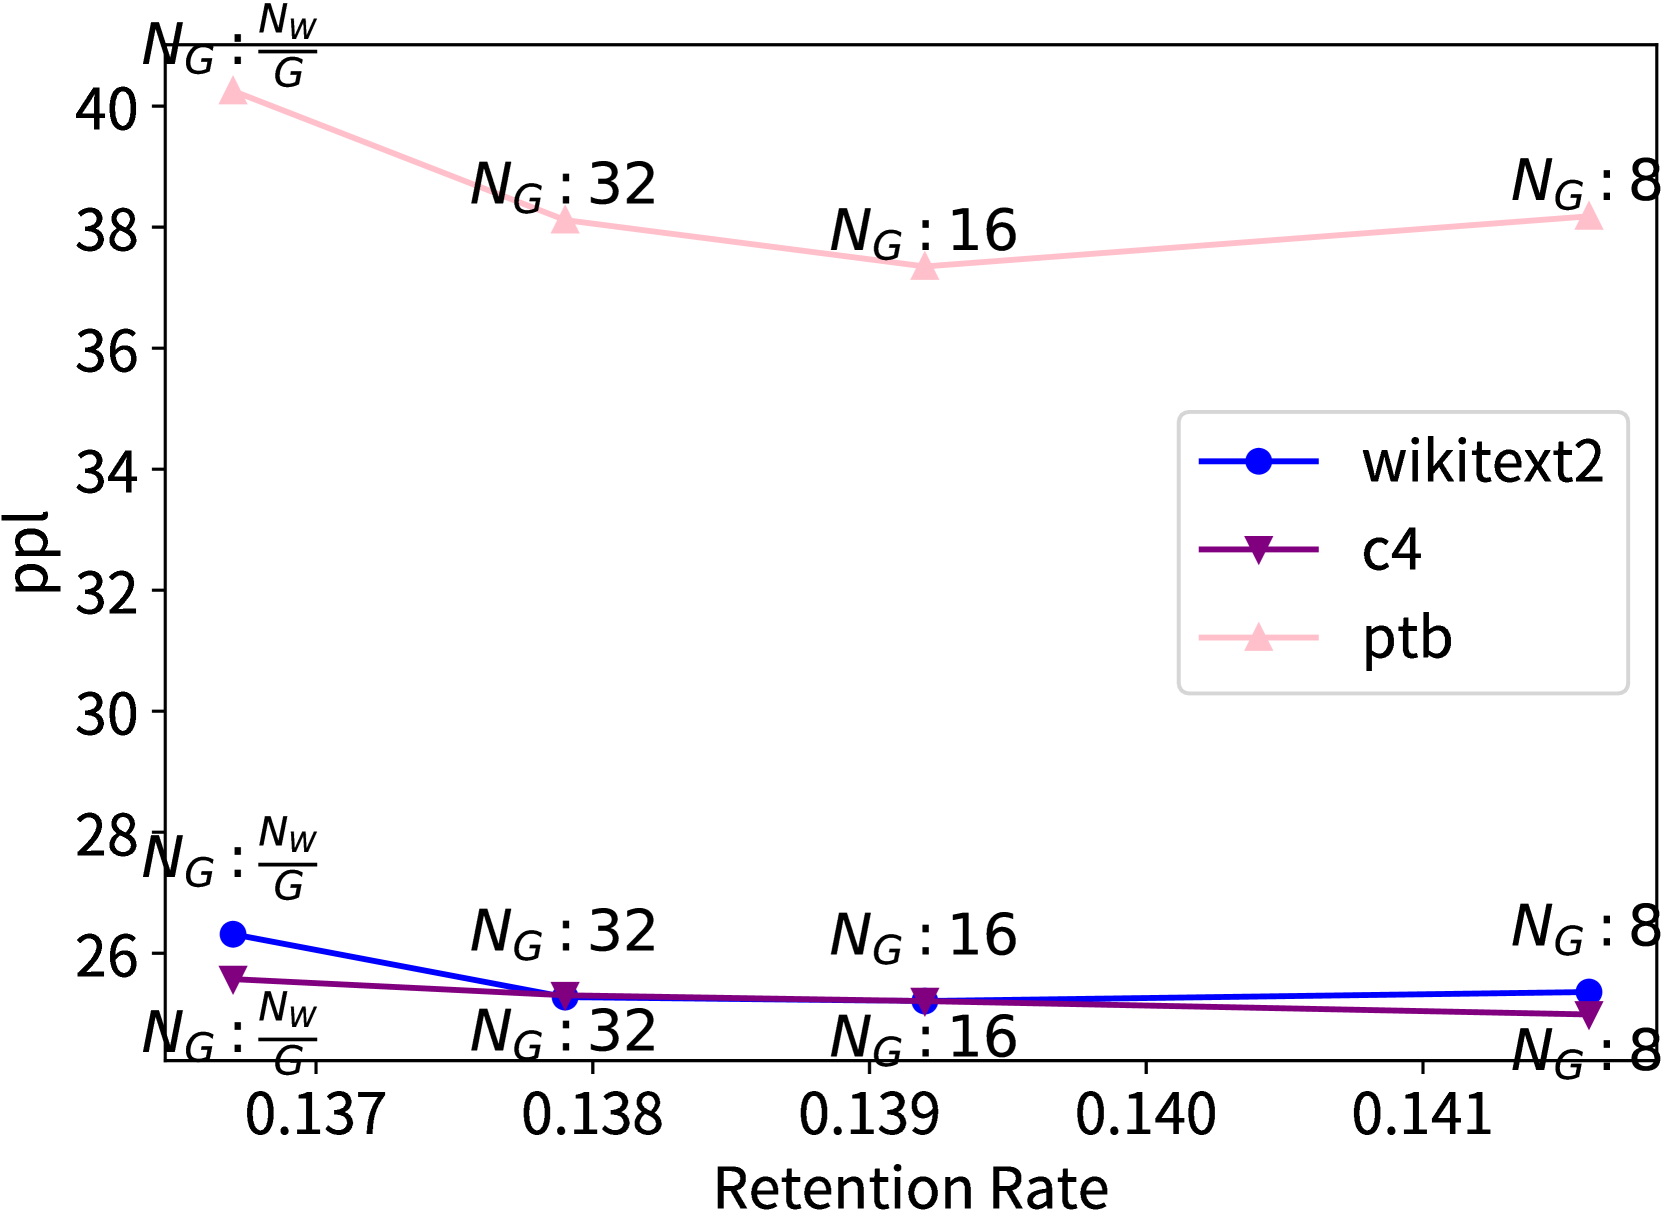 N_G : N_W/G
40
N_G : 32
N_G : 8
38
N_G : 16
36
34
wikitext2
c4
ppl
32
ptb
30
28
N_G : N_W/G
N_G : 32
N_G : 16
N_G : 8
26
N_G : N_W/G
N_G : 32
N_G : 16
N_G : 8
0.137
0.138
0.139
0.140
0.141
Retention Rate